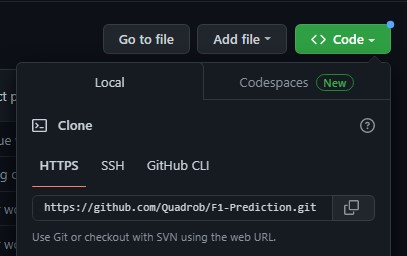 Go to file Add file <> Code
Local Codespaces New
Clone
HTTPS SSH GitHub CLI
https://github.com/Quadrob/F1-Prediction.git
Use Git or checkout with SVN using the web URL.